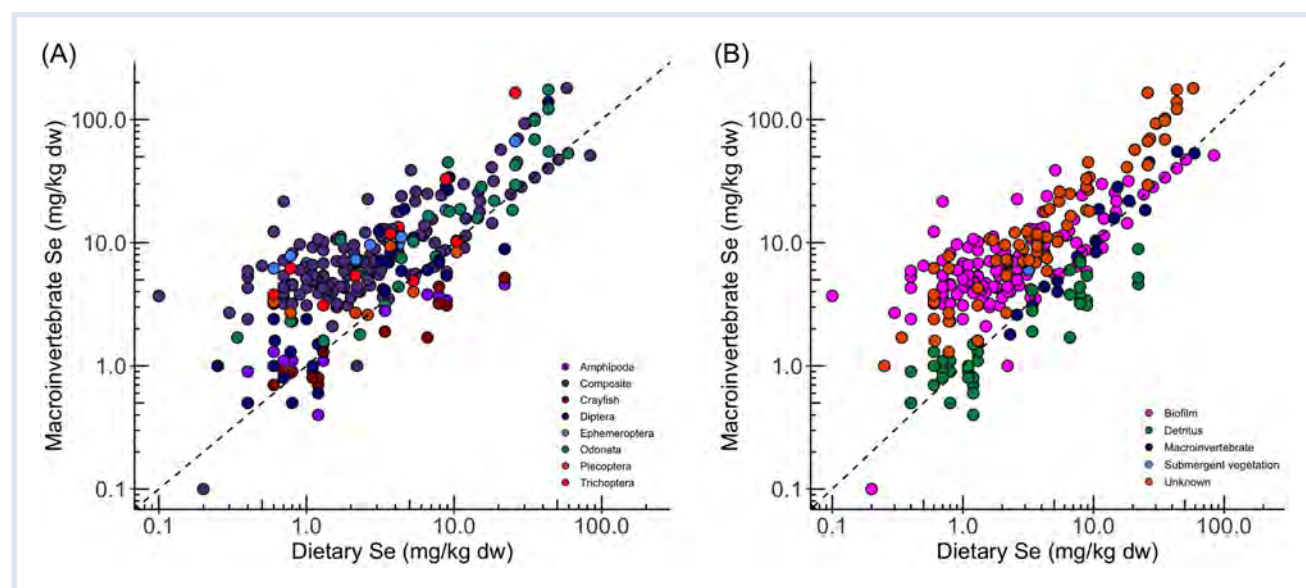 (A)
Macroinvertebrate Se (mg/kg dw)
100.0
10.0
1.0
0.1
Amphipoda
Composite
Crayfish
Diptera
Ephemeroptera
Odonata
Plecoptera
Trichoptera
0.1 1.0 10.0 100.0
Dietary Se (mg/kg dw)
(B)
Macroinvertebrate Se (mg/kg dw)
100.0
10.0
1.0
0.1
Biofilm
Detritus
Macroinvertebrate
Submergent vegetation
Unknown
0.1 1.0 10.0 100.0
Dietary Se (mg/kg dw)